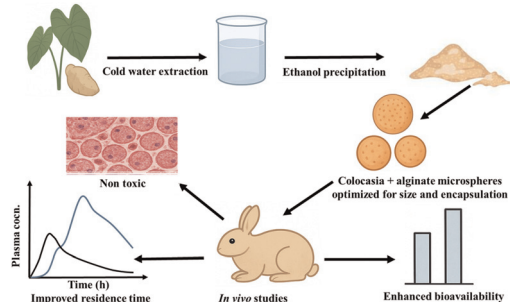 Cold water extraction
Ethanol precipitation
Colocasia + alginate microspheres
optimized for size and encapsulation
Non toxic
Plasma cocn.
Time (h)
Improved residence time
In vivo studies
Enhanced bioavailability